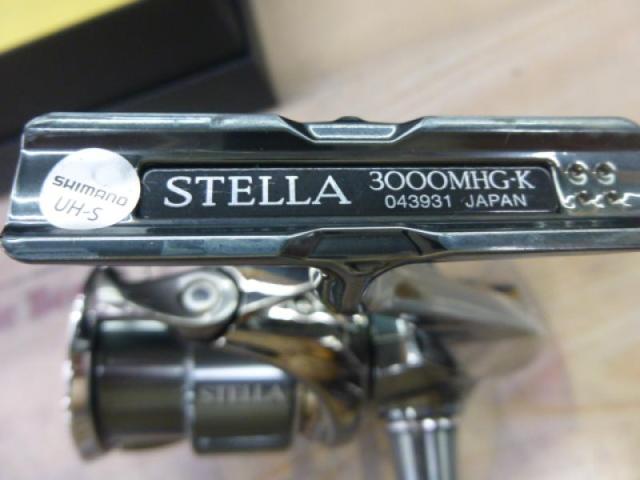 SHIMANO
UH-S
STELLA
3000MHG-K
043931 JAPAN
STELLA